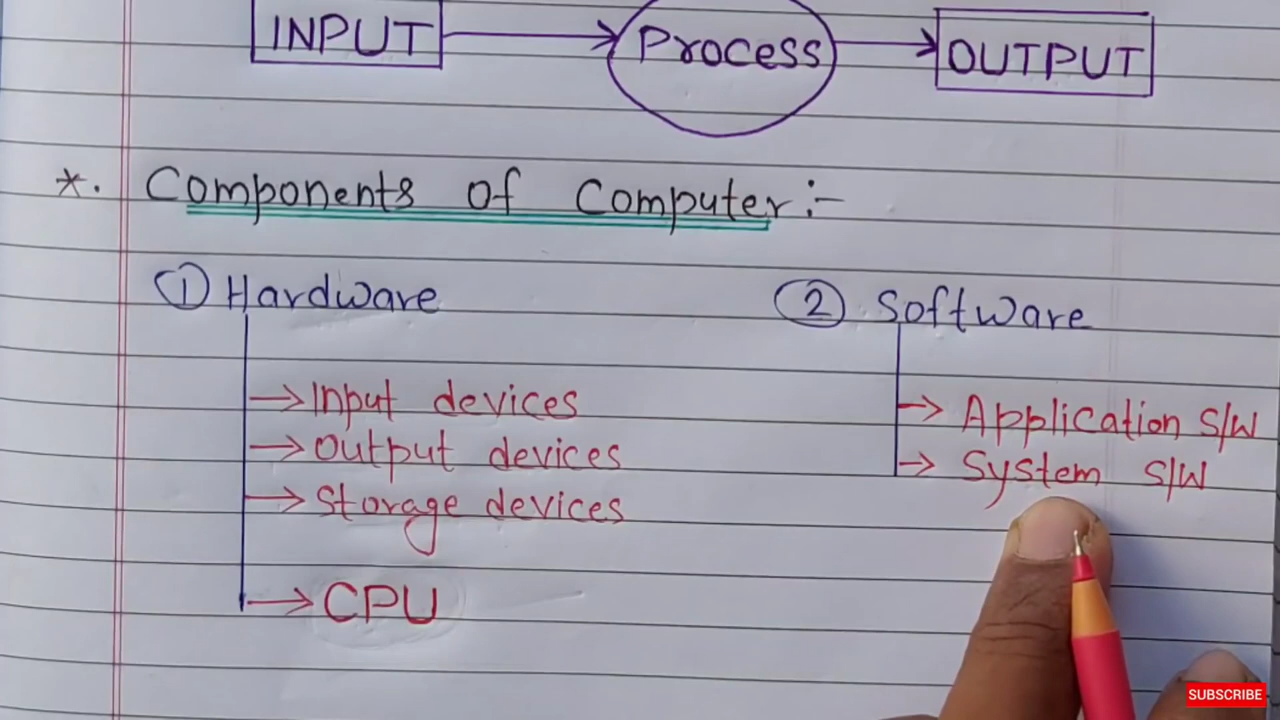 INPUT Process OUTPUT
*. Components of Computer:-
① Hardware
→ Input devices
→ Output devices
→ Storage devices
→ CPU
② Software
→ Application S/W
→ System S/W
SUBSCRIBE